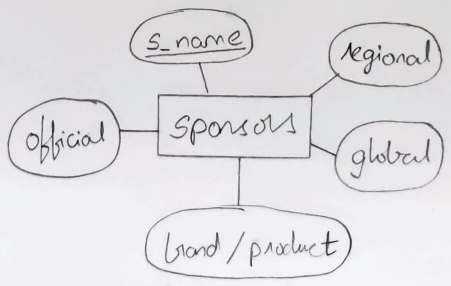 s_name
regional
official
sponsors
global
brand/product